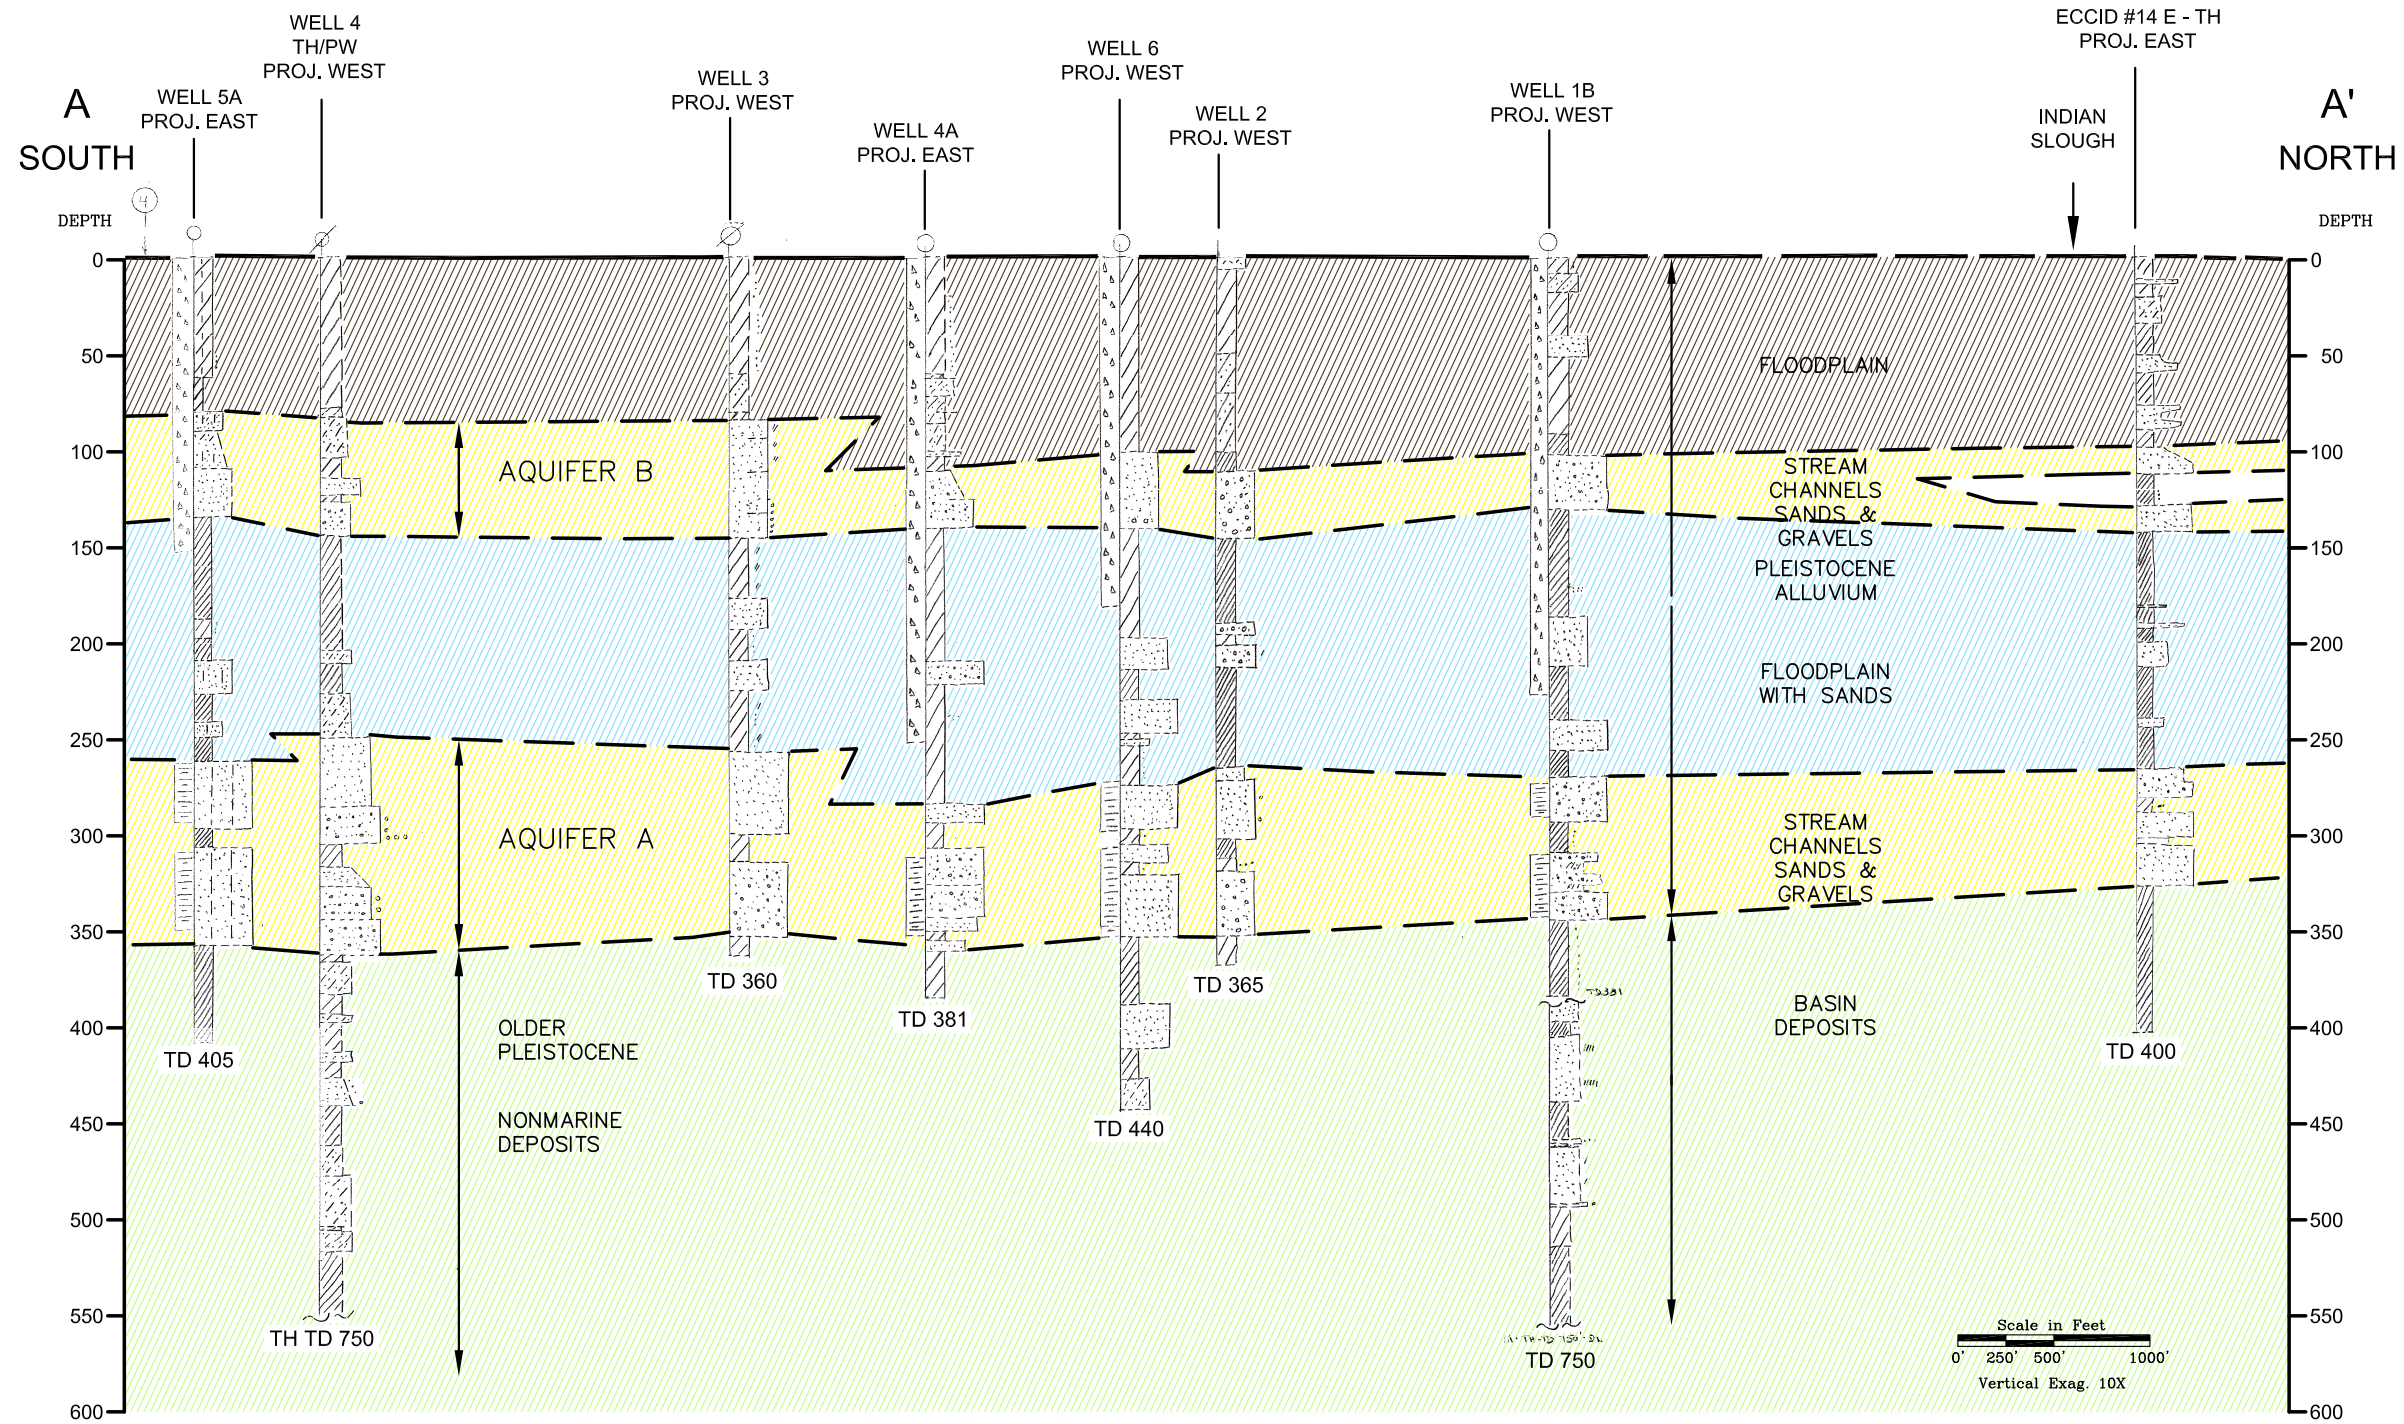 ECCID #14 E - TH
PROJ. EAST
WELL 4
TH/PW
PROJ. WEST
WELL 6
PROJ. WEST
WELL 3
PROJ. WEST
WELL 1B
PROJ. WEST
A
WELL 5A
PROJ. EAST
WELL 4A
PROJ. EAST
WELL 2
PROJ. WEST
INDIAN
SLOUGH
A'
SOUTH
NORTH
4
DEPTH
DEPTH
0
50
100
150
200
250
300
350
400
450
500
550
600
0
50
100
150
200
250
300
350
400
450
500
550
600
FLOODPLAIN
AQUIFER B
STREAM
CHANNELS
SANDS &
GRAVELS
PLEISTOCENE
ALLUVIUM
FLOODPLAIN
WITH SANDS
AQUIFER A
STREAM
CHANNELS
SANDS &
GRAVELS
TD 360
TD 365
TD 381
TD381
TD 405
OLDER
PLEISTOCENE
BASIN
DEPOSITS
TD 400
NONMARINE
DEPOSITS
TD 440
TH TD 750
TD 750
Scale in Feet
0' 250' 500' 1000'
Vertical Exag. 10X